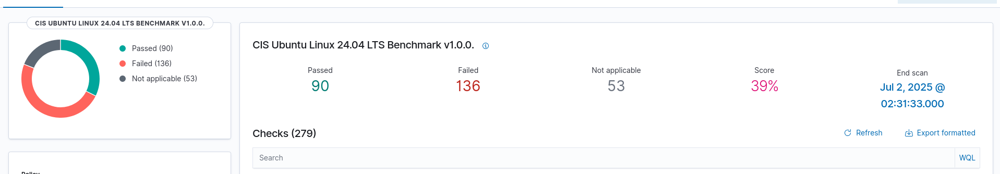 CIS UBUNTU LINUX 24.04 LTS BENCHMARK V1.0.0.
Passed (90)
Failed (136)
Not applicable (53)
CIS Ubuntu Linux 24.04 LTS Benchmark v1.0.0.
Passed
90
Failed
136
Not applicable
53
Score
39%
End scan
Jul 2, 2025 @
02:31:33.000
Checks (279)
Refresh
Export formatted
Search
WQL
Policy